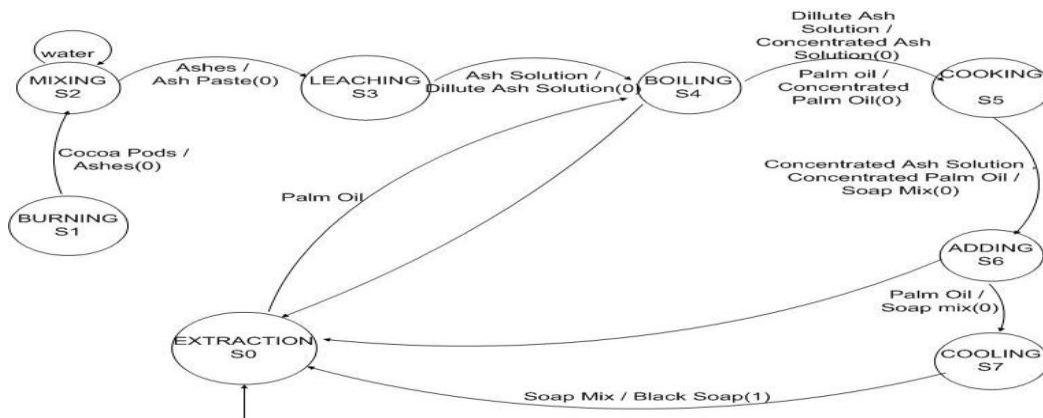 water
MIXING
S2
Ashes /
Ash Paste(0)
LEACHING
S3
Ash Solution /
Dillute Ash Solution(0)
BOILING
S4
Dillute Ash
Solution /
Concentrated Ash
Solution(0)
Palm oil /
Concentrated
Palm Oil(0)
COOKING
S5
Cocoa Pods /
Ashes(0)
BURNING
S1
Palm Oil
Concentrated Ash Solution
Concentrated Palm Oil /
Soap Mix(0)
ADDING
S6
Palm Oil /
Soap mix(0)
EXTRACTION
S0
COOLING
S7
Soap Mix / Black Soap(1)